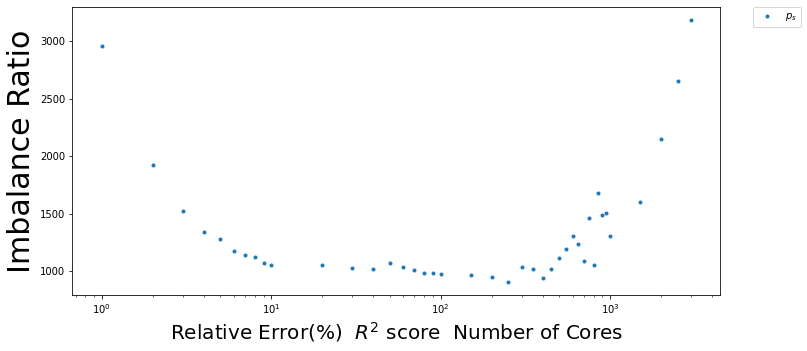 Imbalance Ratio
3000
2500
2000
1500
1000
10⁰ 10¹ 10² 10³
Relative Error(%) R² score Number of Cores
pₛ